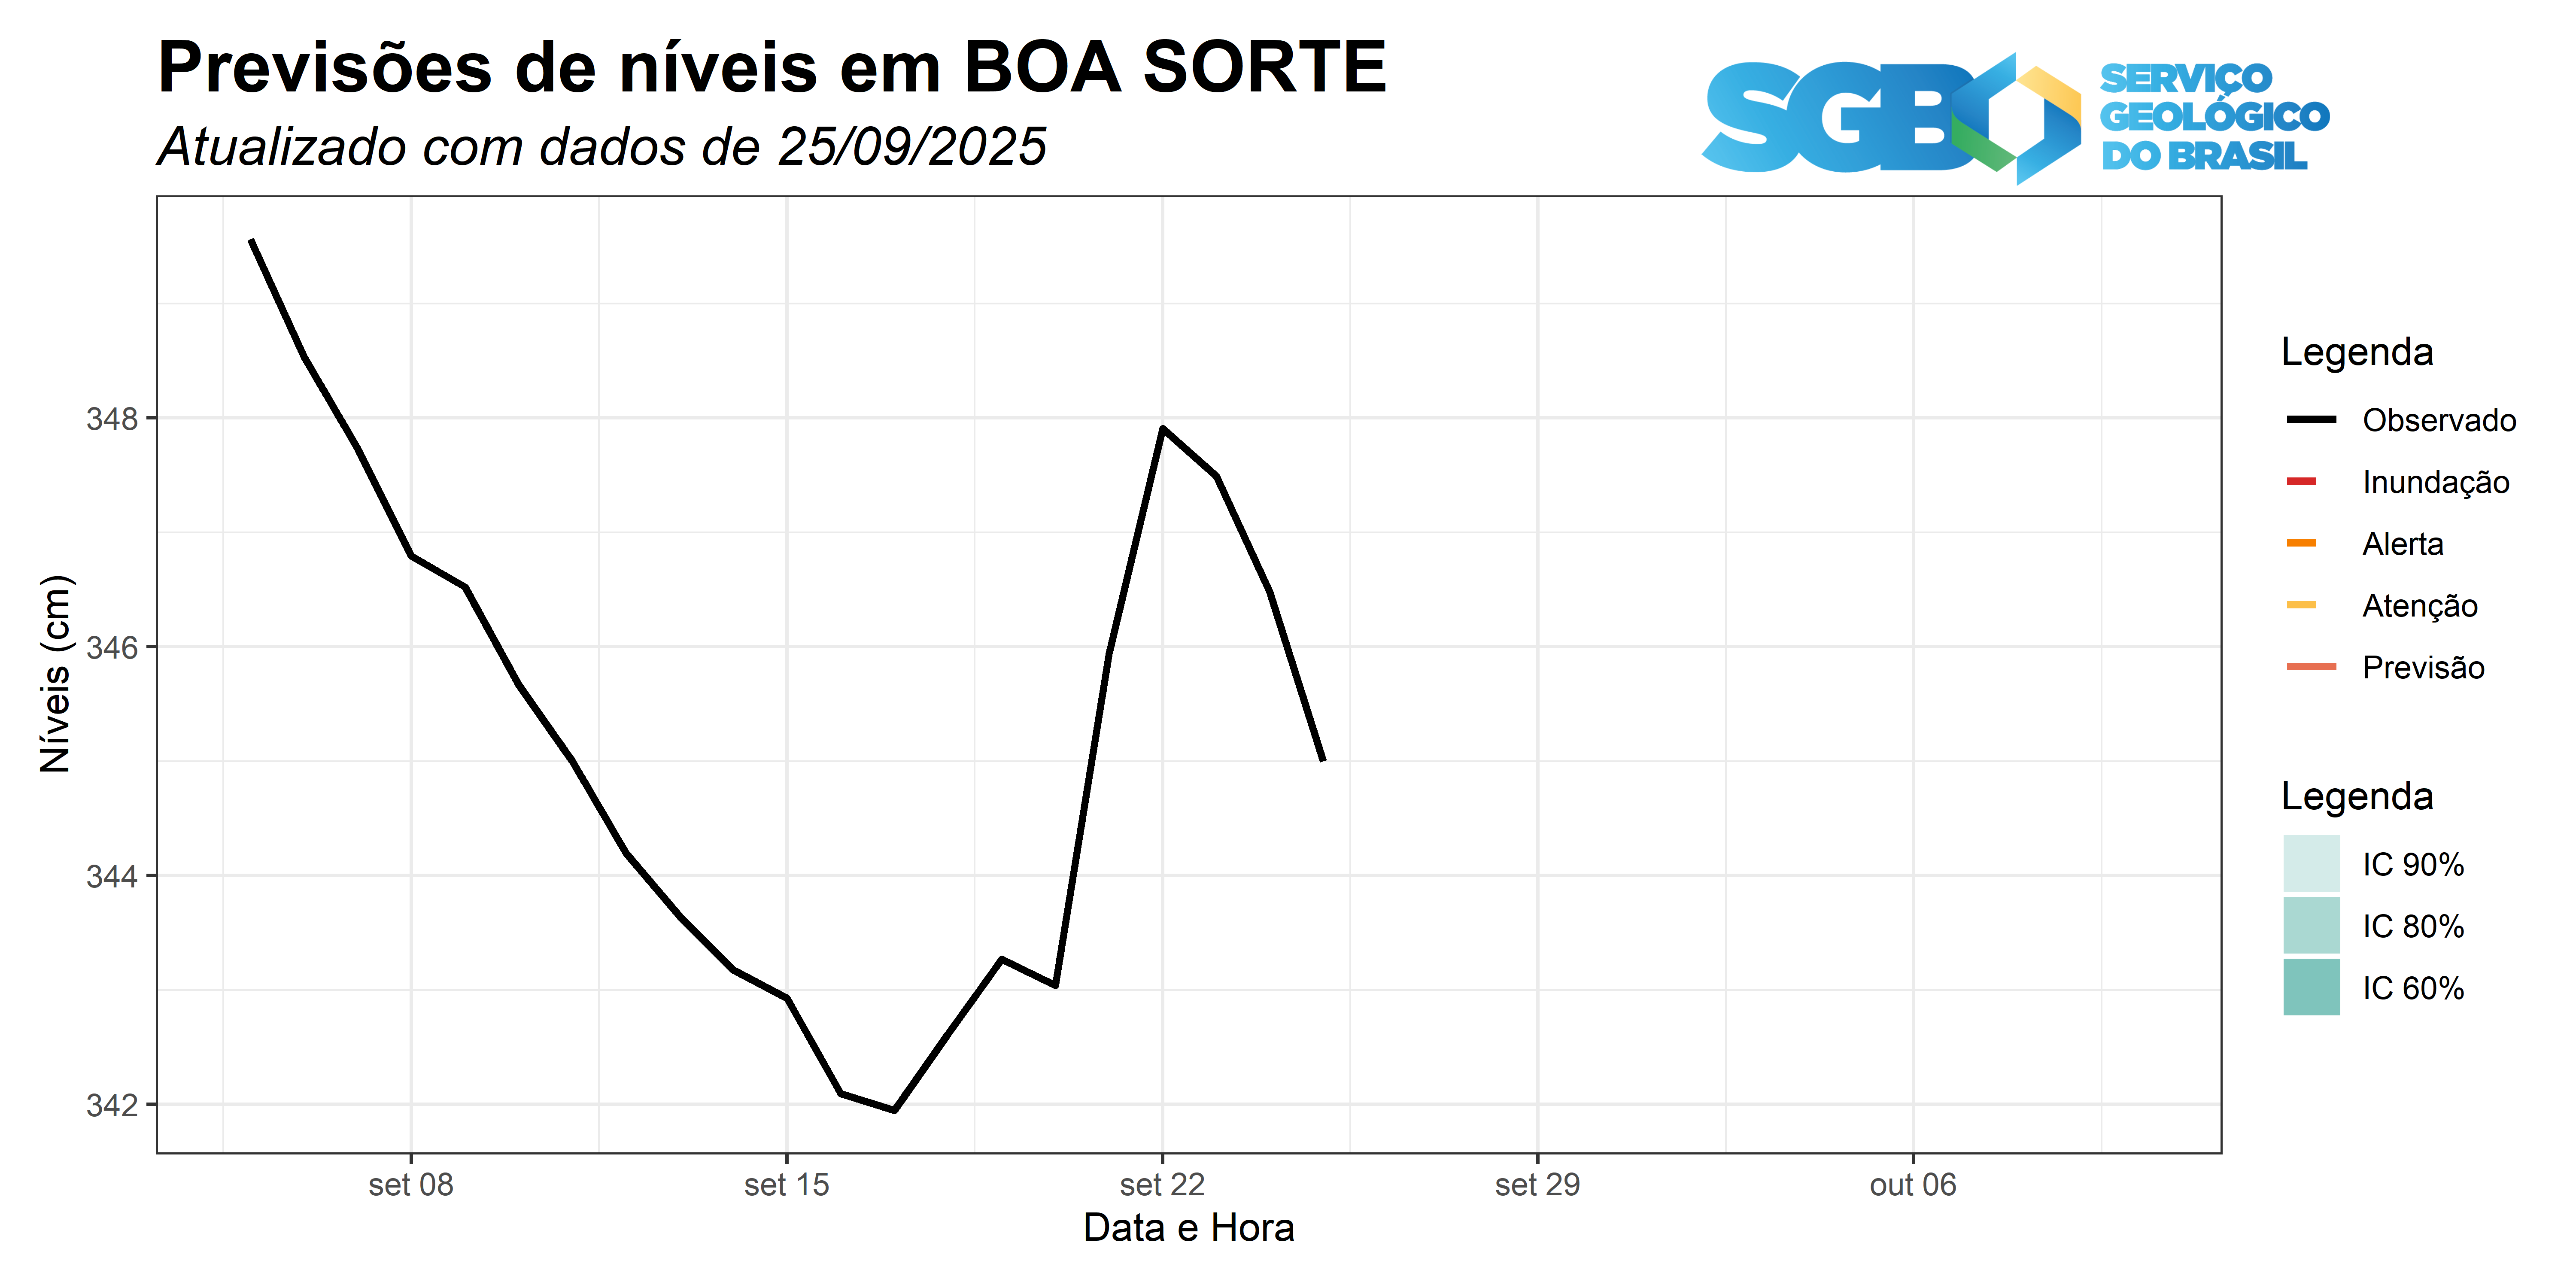 Previsões de níveis em BOA SORTE
Atualizado com dados de 25/09/2025
SGB
SERVIÇO
GEOLÓGICO
DO BRASIL
Níveis (cm)
348
346
344
342
set 08
set 15
set 22
set 29
out 06
Data e Hora
Legenda
Observado
Inundação
Alerta
Atenção
Previsão
Legenda
IC 90%
IC 80%
IC 60%